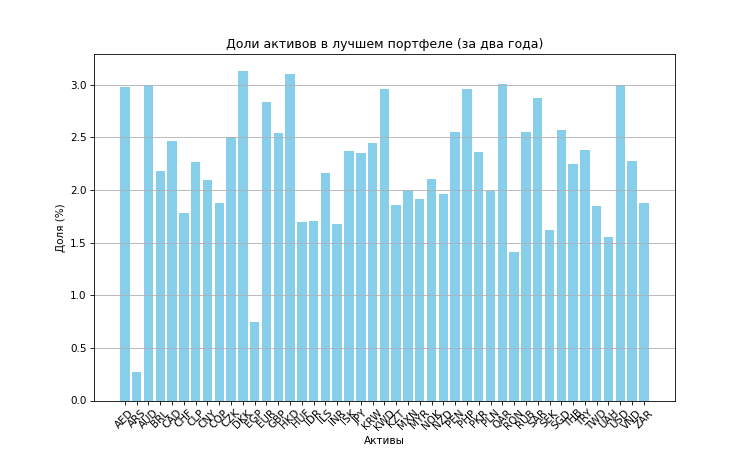 Доли активов в лучшем портфеле (за два года)
Доля (%)
3.0
2.5
2.0
1.5
1.0
0.5
0.0
AED ARS AUD BRL CAD CHF CLP CNY COP CZK DKK EGP EUR GBP HKD HUF IDR ILS INR ISK JPY KRW KWD KZT MXN MYR NOK NZD PEN PHP PKR PLN QAR RON RUB SAR SEK SGD THB TRY TWD UAH USD VND ZAR
Активы